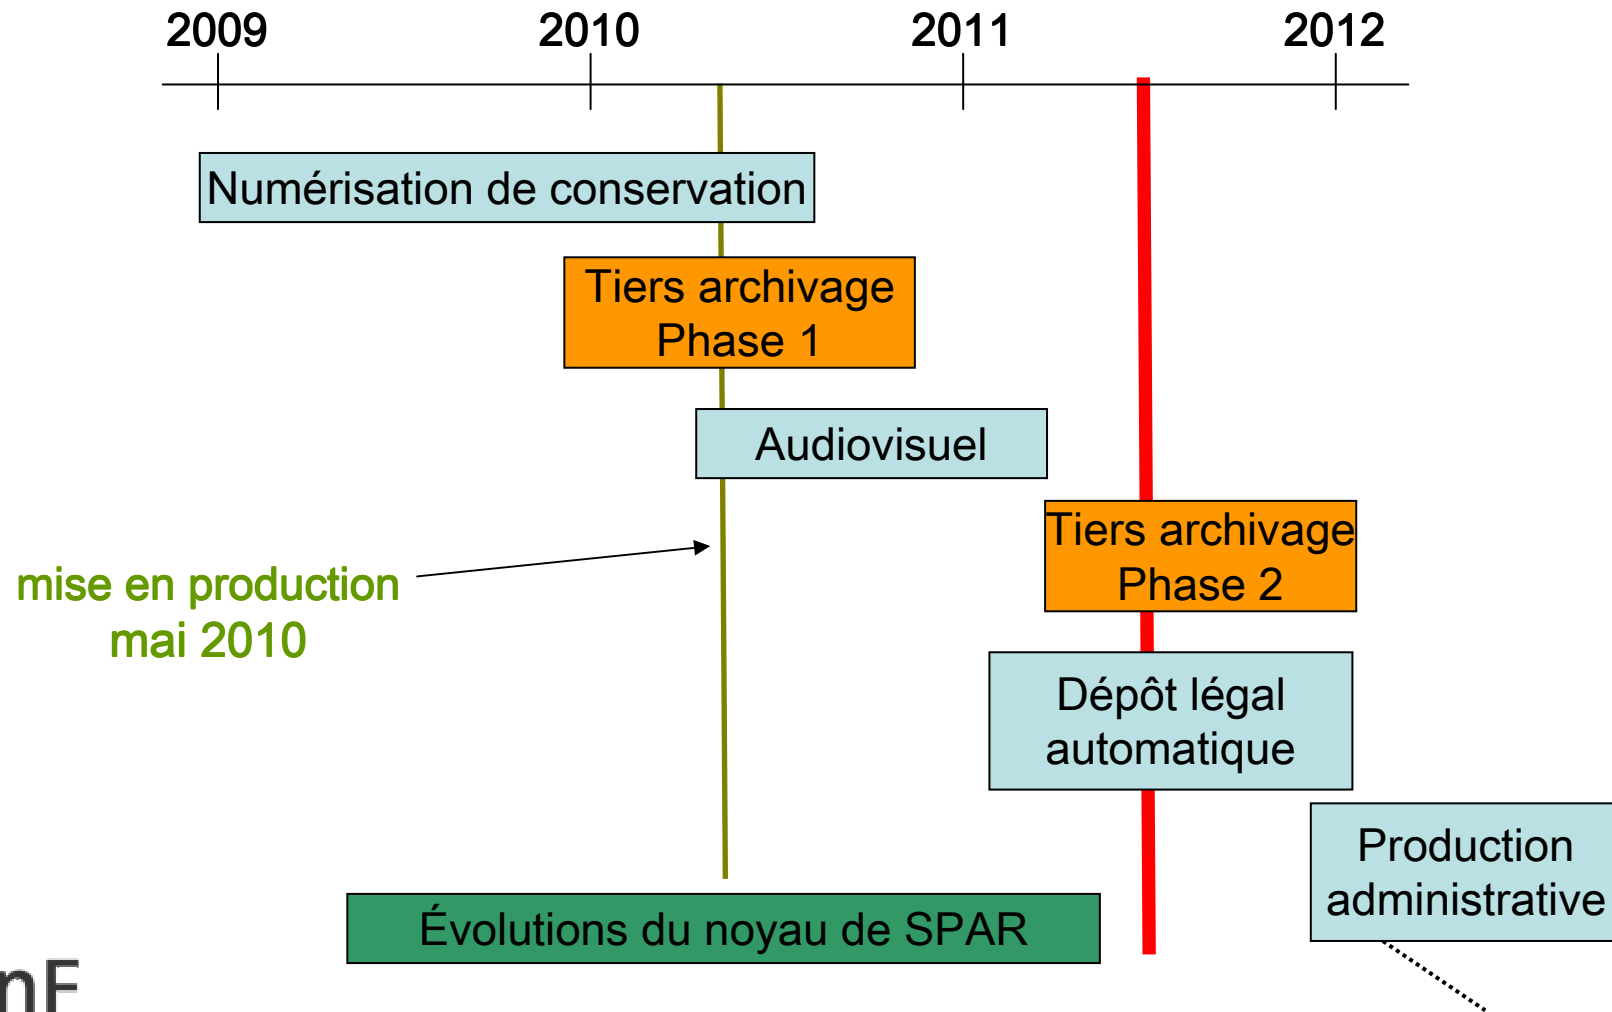 2009 2010 2011 2012
Numérisation de conservation
Tiers archivage
Phase 1
Audiovisuel
Tiers archivage
Phase 2
mise en production
mai 2010
Dépôt légal
automatique
Production
administrative
Évolutions du noyau de SPAR
nF